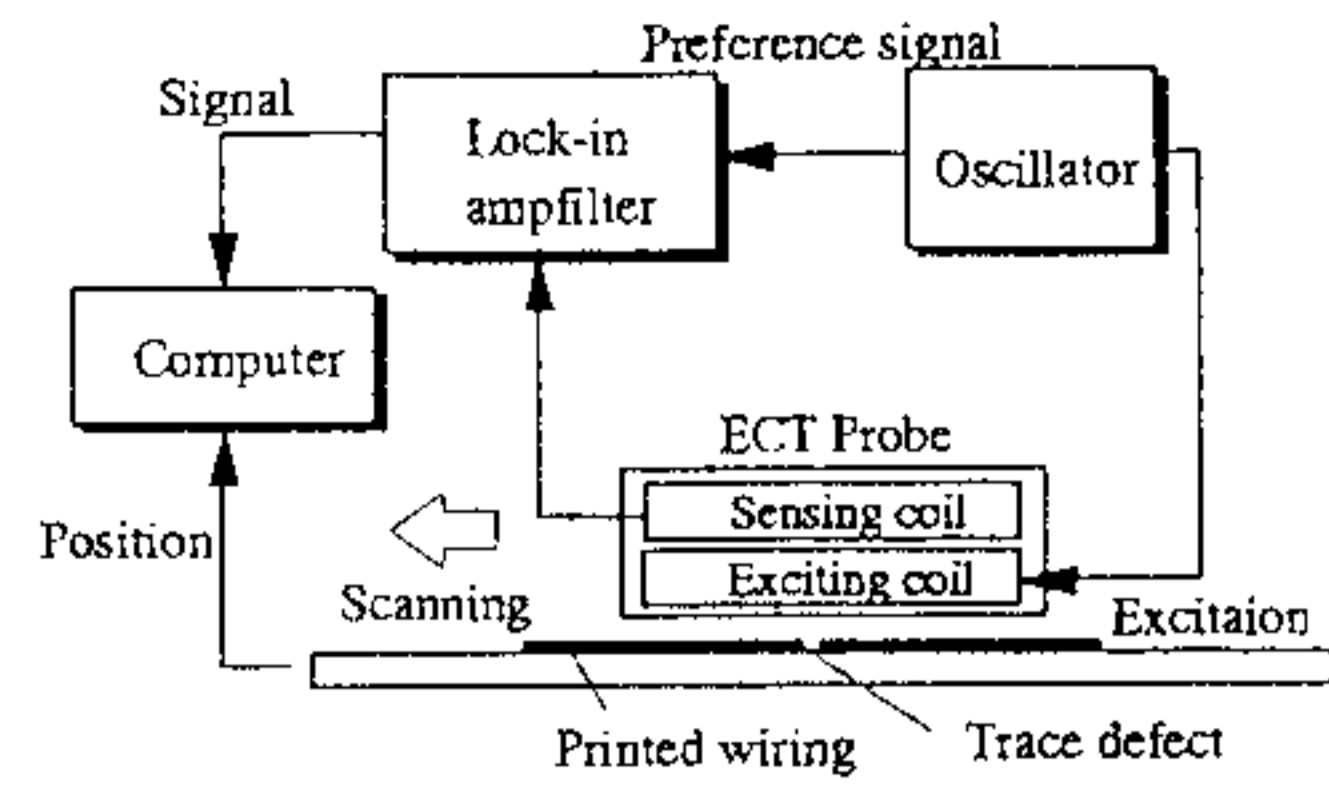 Preference signal
Signal
Lock-in
ampfilter
Oscillator
Computer
ECT Probe
Sensing coil
Position
Exciting coil
Scanning
Excitaion
Printed wiring
Trace defect